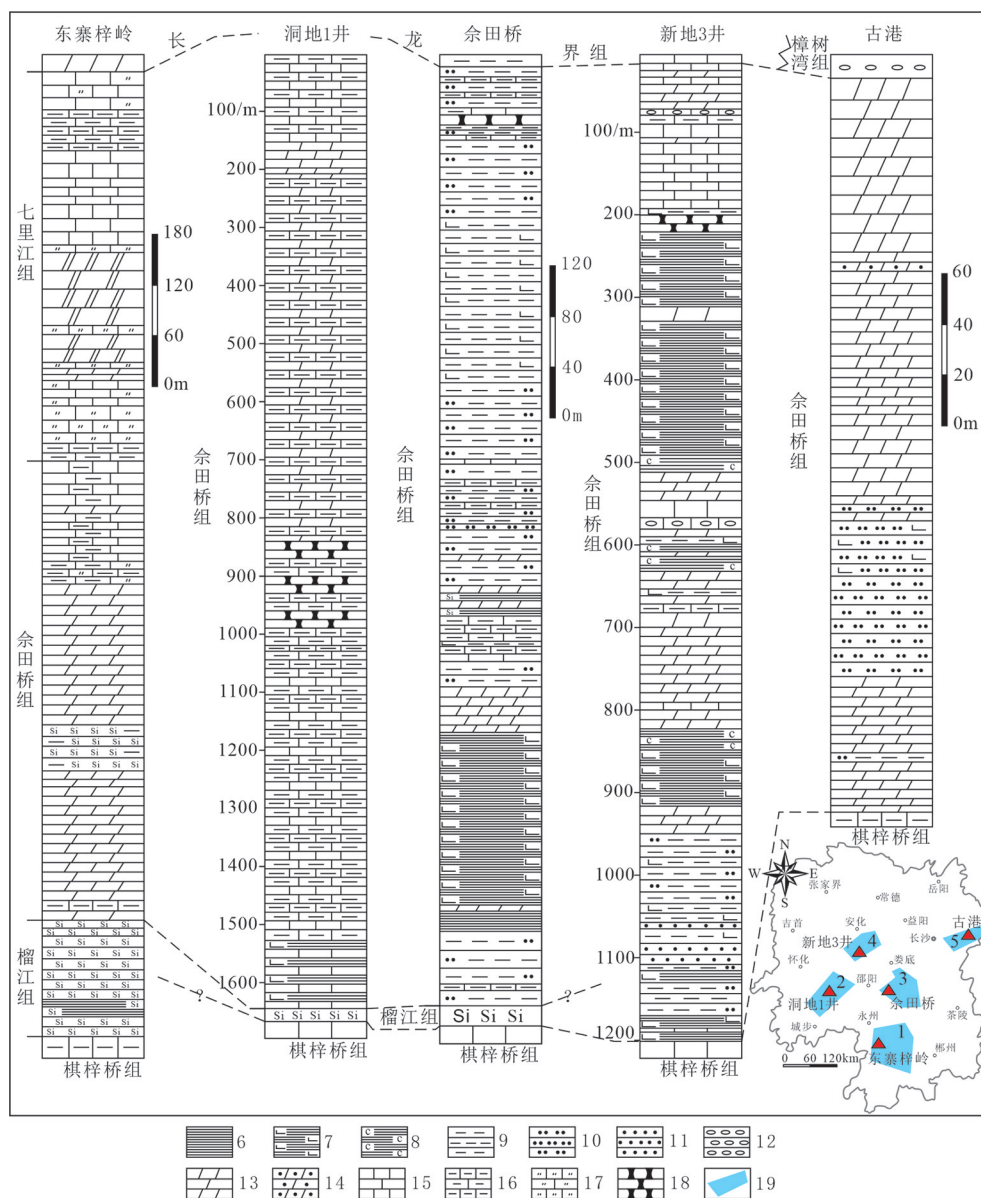 东寨梓岭 长 洞地1井 龙 佘田桥 界组 新地3井 樟树湾组 古港
七里江组
佘田桥组
榴江组
棋梓桥组
180
120
60
0m
100/m
200
300
400
500
600
700
800
900
1000
1100
1200
1300
1400
1500
1600
佘田桥组
?
棋梓桥组
佘田桥组
榴江组
Si Si Si
棋梓桥组
120
80
40
0m
100/m
200
300
400
500
600
700
800
900
1000
1100
1200
佘田桥组
?
棋梓桥组
佘田桥组
60
40
20
0m
棋梓桥组
N
W E
S
张家界
岳阳
常德
吉首
安化
益阳
古港
长沙
新地3井
4
5
怀化
娄底
2
邵阳
3
洞地1井
佘田桥
茶陵
城步
永州
1
郴州
0 60 120km
东寨梓岭
6 7 8 9 10 11 12
13 14 15 16 17 18 19